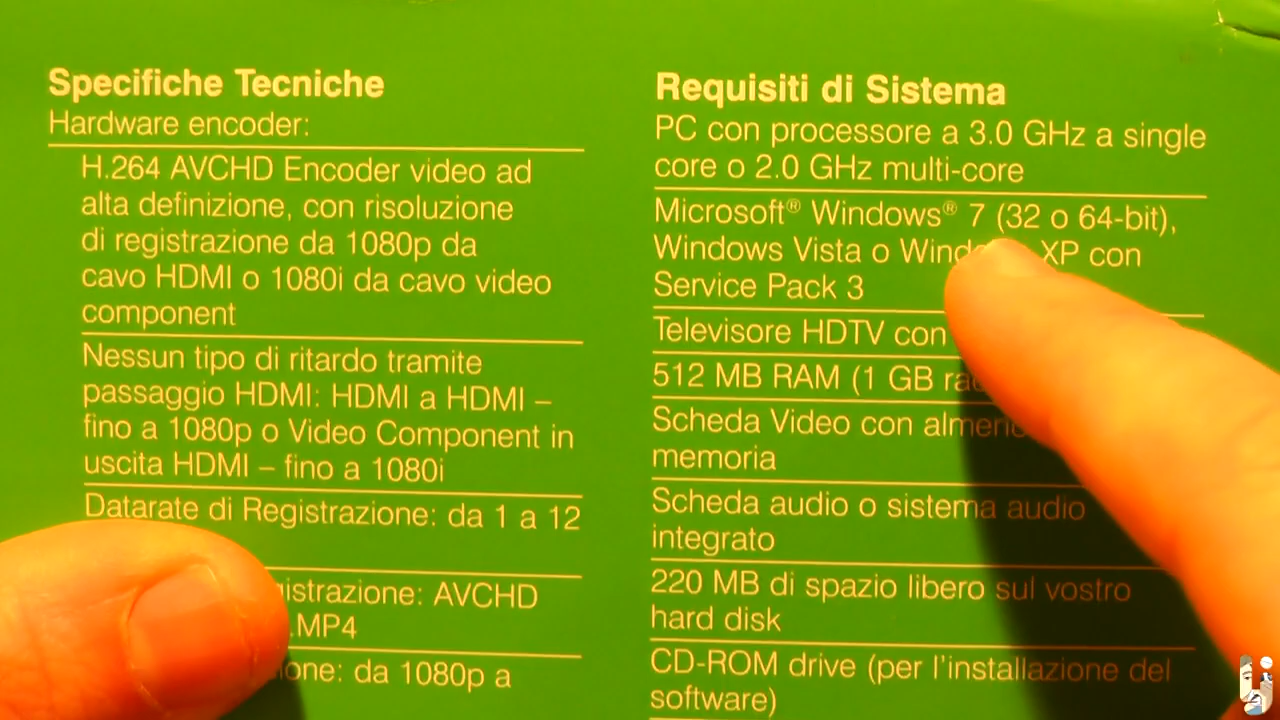 Specifiche Tecniche
Hardware encoder:
H.264 AVCHD Encoder video ad
alta definizione, con risoluzione
di registrazione da 1080p da
cavo HDMI o 1080i da cavo video
component
Nessun tipo di ritardo tramite
passaggio HDMI: HDMI a HDMI –
fino a 1080p o Video Component in
uscita HDMI – fino a 1080i
Datarate di Registrazione: da 1 a 12
AVCHD
.MP4
da 1080p a
Requisiti di Sistema
PC con processore a 3.0 GHz a single
core o 2.0 GHz multi-core
Microsoft® Windows® 7 (32 o 64-bit),
Windows Vista o XP con
Service Pack 3
Televisore HDTV con
512 MB RAM (1 GB
Scheda Video con almeno
memoria
Scheda audio o sistema audio
integrato
220 MB di spazio libero sul vostro
hard disk
CD-ROM drive (per l'installazione del
software)